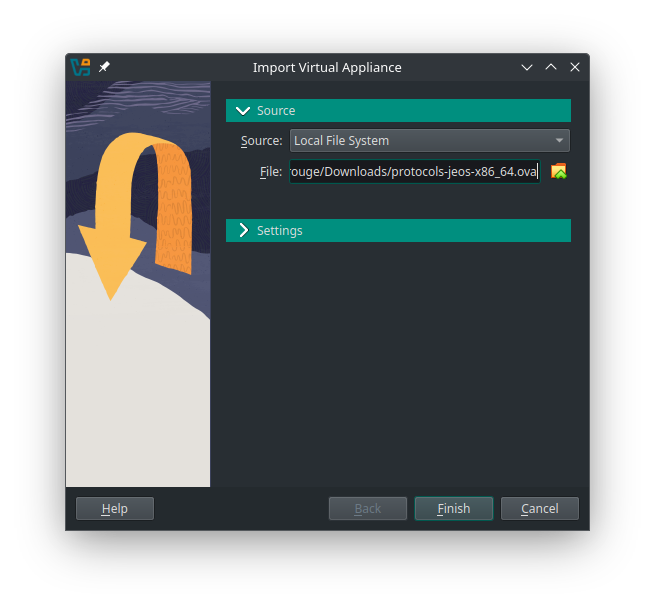 Import Virtual Appliance
Source
Source: Local File System
File: rouge/Downloads/protocols-jeos-x86_64.ova
Settings
Help Back Finish Cancel